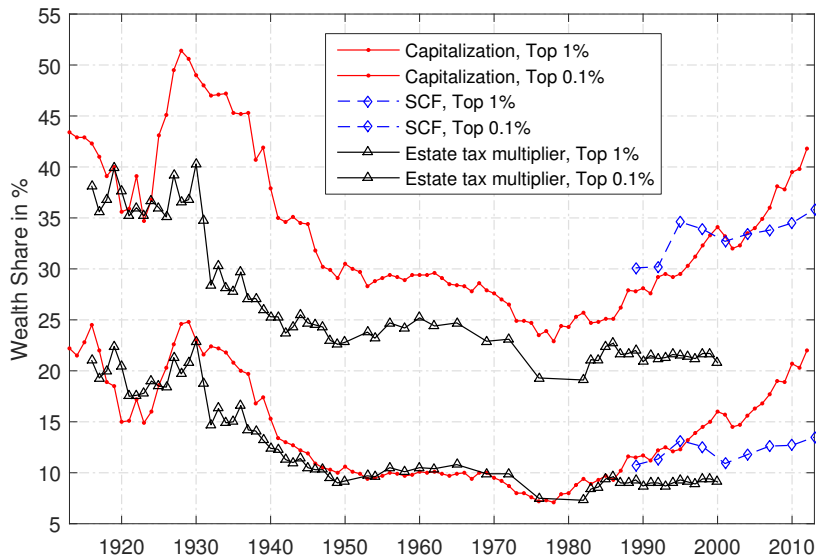 55
50
45
40
35
30
25
20
15
10
5
Wealth Share in %
Capitalization, Top 1%
Capitalization, Top 0.1%
SCF, Top 1%
SCF, Top 0.1%
Estate tax multiplier, Top 1%
Estate tax multiplier, Top 0.1%
1920 1930 1940 1950 1960 1970 1980 1990 2000 2010